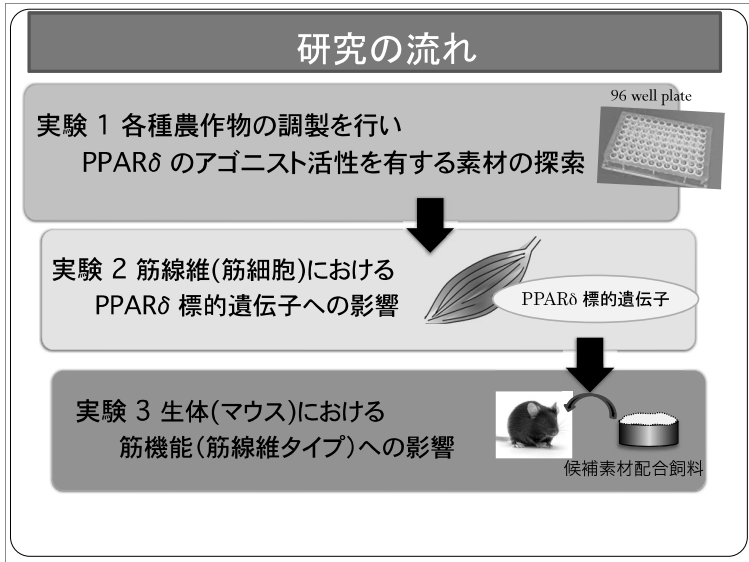 研究の流れ
96 well plate
実験 1 各種農作物の調製を行い
PPARδ のアゴニスト活性を有する素材の探索
実験 2 筋線維(筋細胞)における
PPARδ 標的遺伝子への影響
PPARδ 標的遺伝子
実験 3 生体(マウス)における
筋機能(筋線維タイプ)への影響
候補素材配合飼料